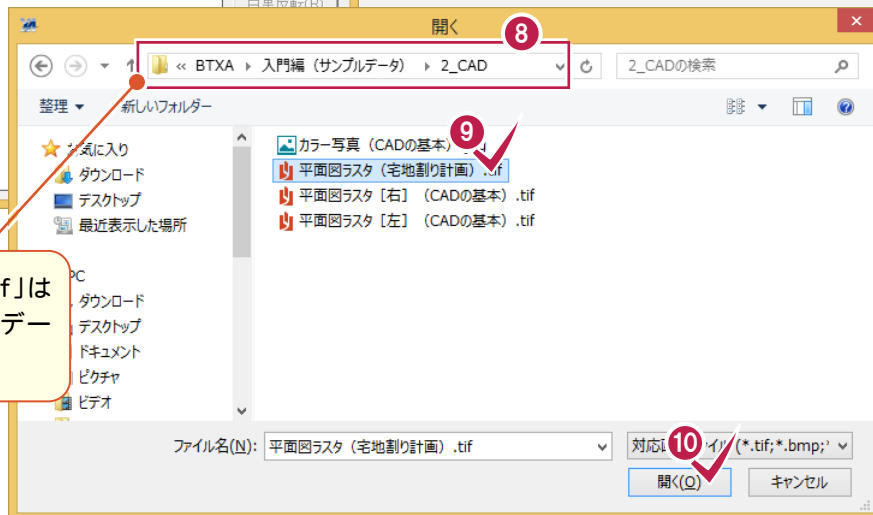 白黒反転(R)
開く
8
« BTXA 入門編（サンプルデータ） 2_CAD
2_CADの検索
整理 新しいフォルダー
お気に入り
ダウンロード
デスクトップ
最近表示した場所
PC
ダウンロード
デスクトップ
ドキュメント
ピクチャ
ビデオ
9
カラー写真（CADの基本）
平面図ラスタ（宅地割り計画）.tif
平面図ラスタ［右］（CADの基本）.tif
平面図ラスタ［左］（CADの基本）.tif
f」は
デー
ファイル名(N): 平面図ラスタ（宅地割り計画）.tif
(*.tif;*.bmp;*
10
開く(O) キャンセル